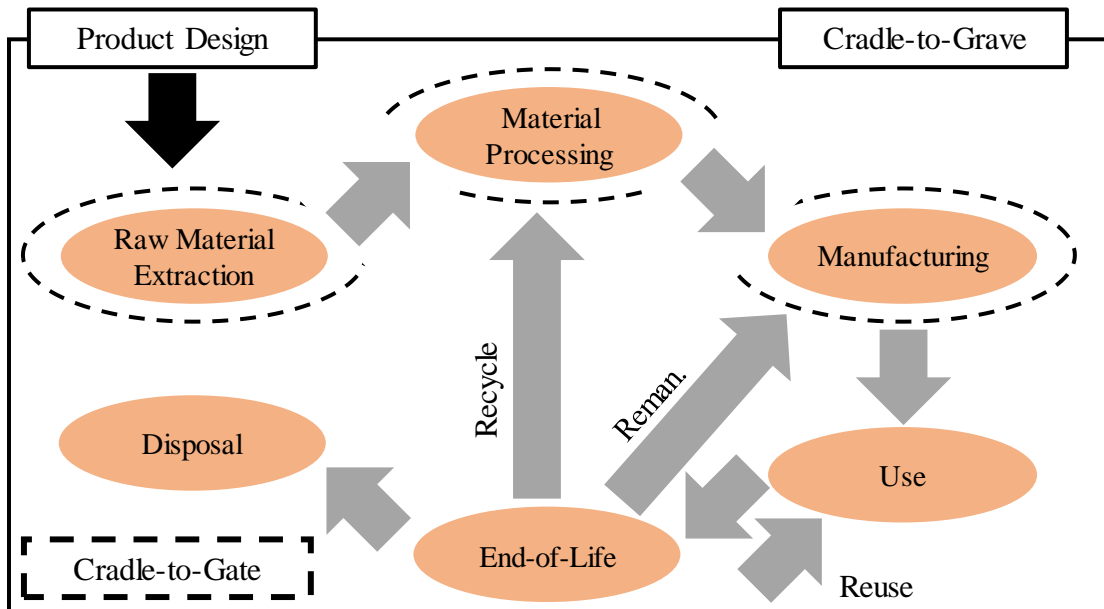 Product Design
Cradle-to-Grave
Material
Processing
Raw Material
Extraction
Manufacturing
Recycle
Reman.
Disposal
Use
End-of-Life
Cradle-to-Gate
Reuse